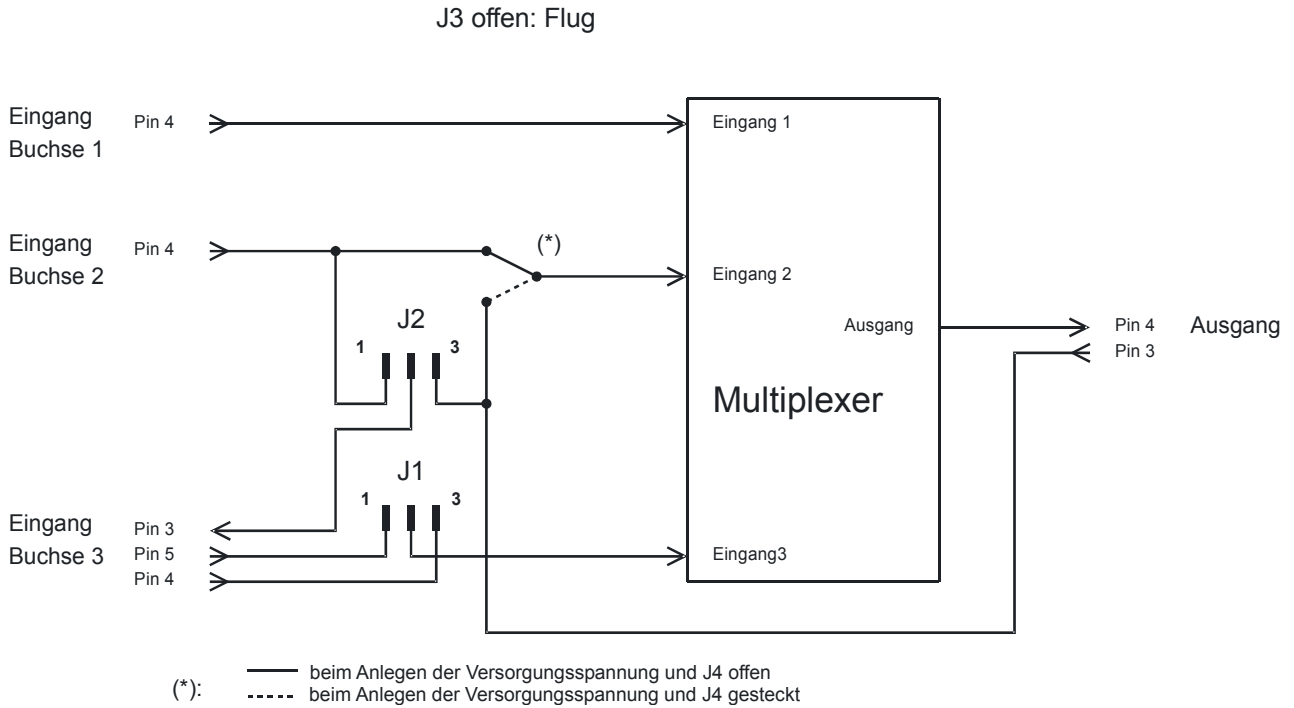 J3 offen: Flug
Eingang
Buchse 1
Pin 4
Eingang 1
Eingang
Buchse 2
Pin 4
(*)
Eingang 2
J2
1
3
Ausgang
Pin 4
Pin 3
Ausgang
Multiplexer
J1
1
3
Eingang
Buchse 3
Pin 3
Pin 5
Pin 4
Eingang3
(*):
beim Anlegen der Versorgungsspannung und J4 offen
beim Anlegen der Versorgungsspannung und J4 gesteckt